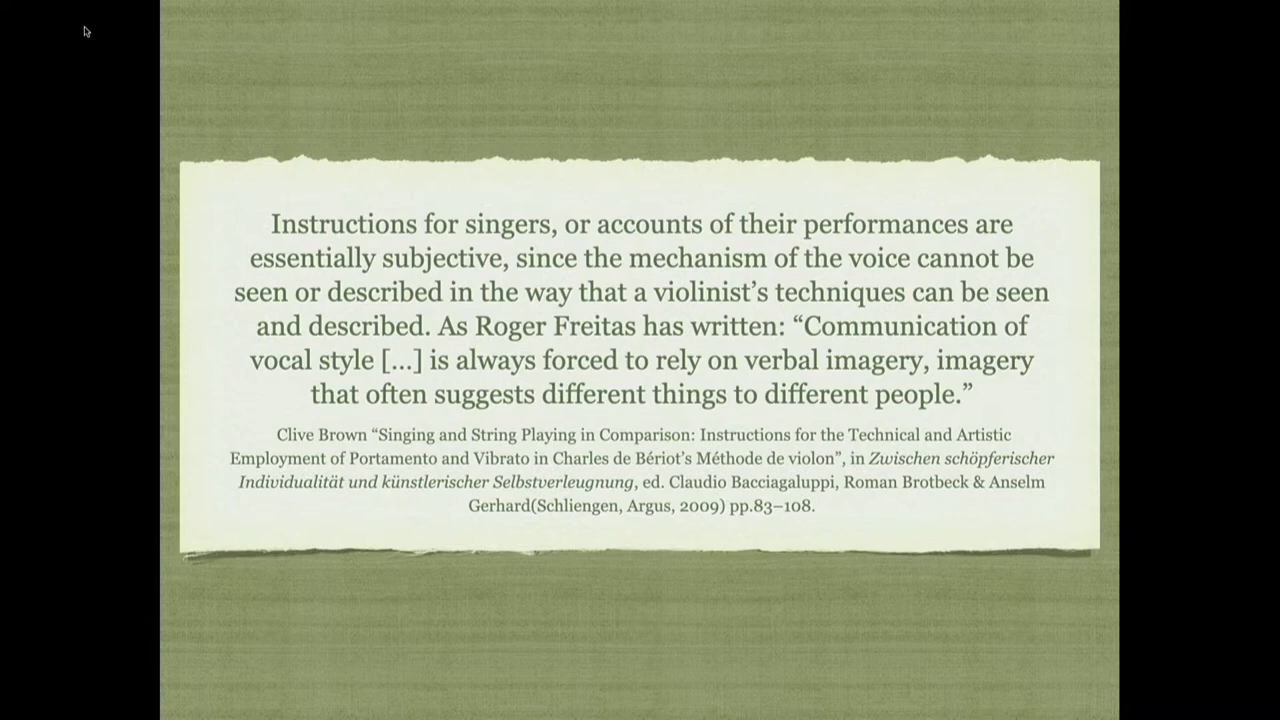 Instructions for singers, or accounts of their performances are
essentially subjective, since the mechanism of the voice cannot be
seen or described in the way that a violinist’s techniques can be seen
and described. As Roger Freitas has written: “Communication of
vocal style [...] is always forced to rely on verbal imagery, imagery
that often suggests different things to different people.”
Clive Brown “Singing and String Playing in Comparison: Instructions for the Technical and Artistic
Employment of Portamento and Vibrato in Charles de Bériot’s Méthode de violon”, in Zwischen schöpferischer
Individualität und künstlerischer Selbstverleugnung, ed. Claudio Bacciagaluppi, Roman Brotbeck & Anselm
Gerhard(Schliengen, Argus, 2009) pp.83–108.